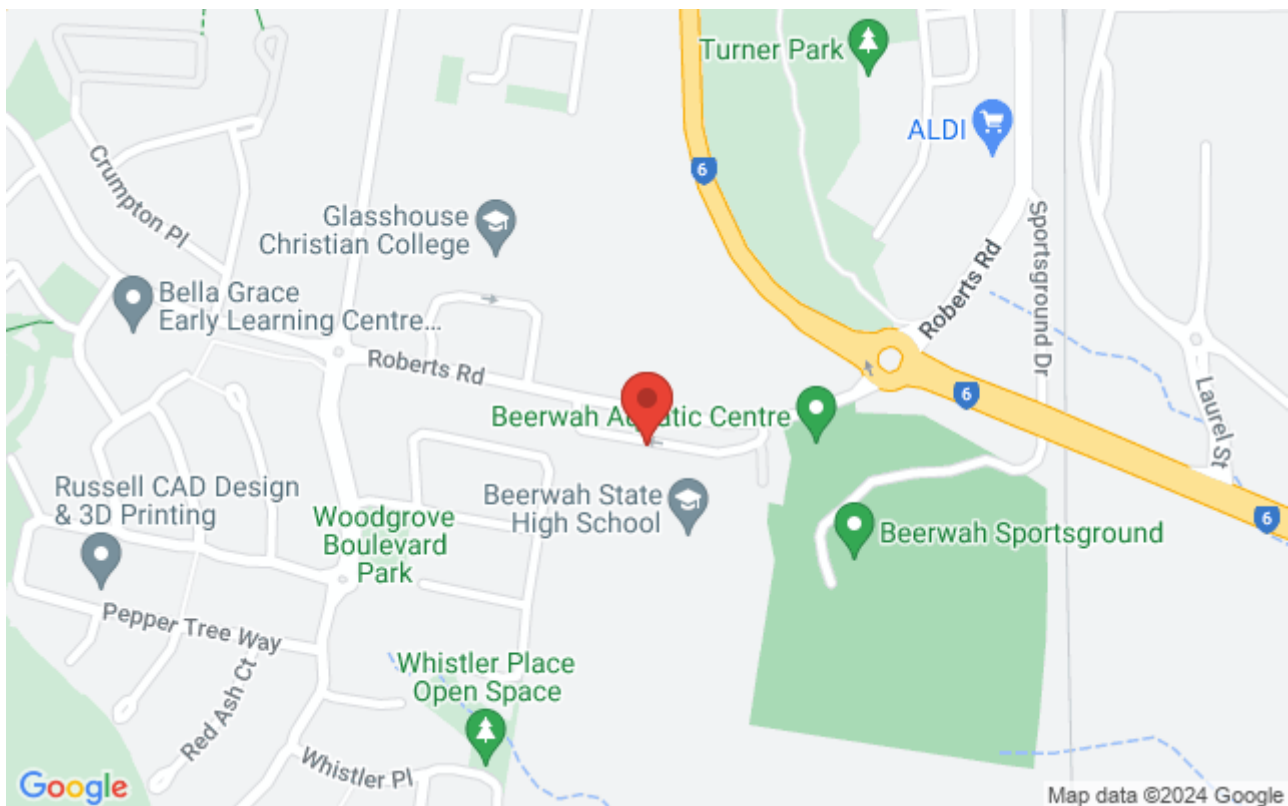 Turner Park
6
ALDI
Crumpton Pl
Glasshouse
Christian College
Sportsground Dr
Roberts Rd
Bella Grace
Early Learning Centre...
Roberts Rd
Laurel St
6
Beerwah Aquatic Centre
Russell CAD Design
& 3D Printing
Beerwah State
High School
Woodgrove
Boulevard
Park
Beerwah Sportsground
6
Pepper Tree Way
Red Ash Ct
Whistler Place
Open Space
Whistler Pl
Google
Map data ©2024 Google